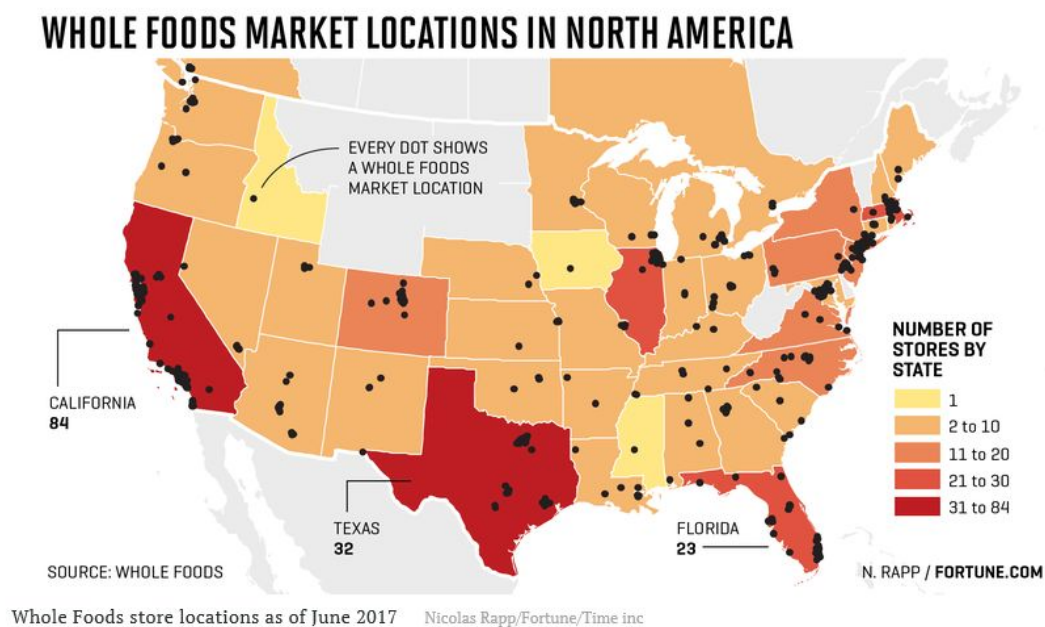 WHOLE FOODS MARKET LOCATIONS IN NORTH AMERICA
EVERY DOT SHOWS
A WHOLE FOODS
MARKET LOCATION
CALIFORNIA
84
TEXAS
32
FLORIDA
23
NUMBER OF
STORES BY
STATE
1
2 to 10
11 to 20
21 to 30
31 to 84
SOURCE: WHOLE FOODS
N. RAPP / FORTUNE.COM
Whole Foods store locations as of June 2017 Nicolas Rapp/Fortune/Time inc